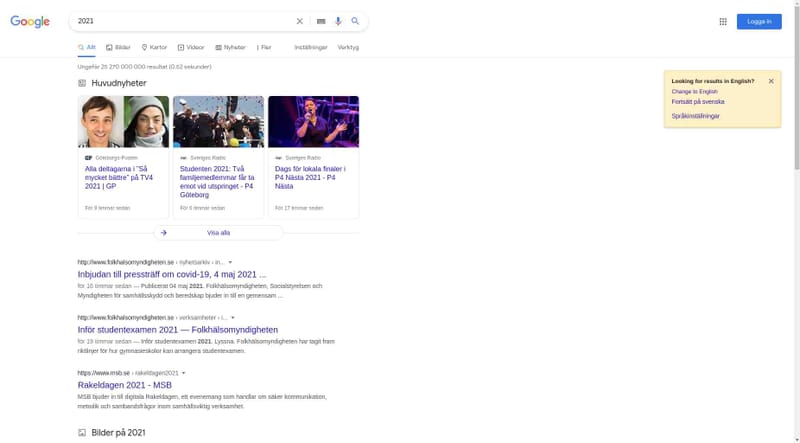 Google
2021
Logga in
Allt
Bilder
Kartor
Videor
Nyheter
Fler
Inställningar
Verktyg
Ungefär 25 270 000 000 resultat (0,62 sekunder)
Looking for results in English?
Change to English
Fortsätt på svenska
Språkinställningar
Huvudnyheter
Göteborgs-Posten
Alla deltagarna i "Så
mycket bättre" på TV4
2021 | GP
För 9 timmar sedan
Sveriges Radio
Studenten 2021: Två
familjemedlemmar får ta
emot vid utspringet - P4
Göteborg
För 6 timmar sedan
Sveriges Radio
Dags för lokala finaler i
P4 Nästa 2021 - P4
Nästa
För 17 timmar sedan
Visa alla
http://www.folkhalsomyndigheten.se › nyhetsarkiv › in...
Inbjudan till pressträff om covid-19, 4 maj 2021 ...
för 16 timmar sedan — Publicerat 04 maj 2021. Folkhälsomyndigheten, Socialstyrelsen och
Myndigheten för samhällsskydd och beredskap bjuder in till en gemensam ...
http://www.folkhalsomyndigheten.se › verksamheter › i...
Inför studentexamen 2021 — Folkhälsomyndigheten
för 19 timmar sedan — Inför studentexamen 2021. Lyssna. Folkhälsomyndigheten har tagit fram
riktlinjer för hur gymnasieskolor kan arrangera studentexamen.
https://www.msb.se › rakeldagen2021
Rakeldagen 2021 - MSB
MSB bjuder in till digitala Rakeldagen, ett evenemang som handlar om säker kommunikation,
metodik och sambandsfrågor inom samhällsviktig verksamhet.
Bilder på 2021